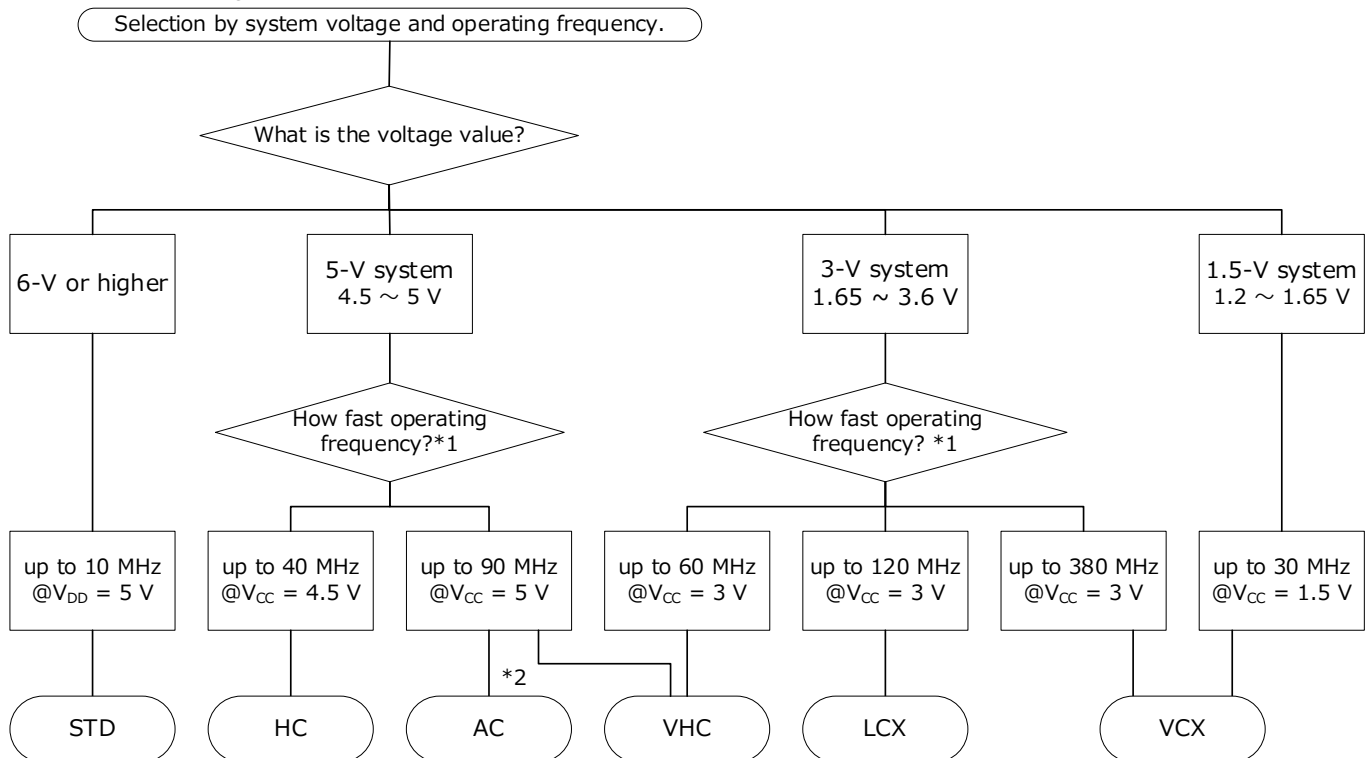 Selection by system voltage and operating frequency.
What is the voltage value?
6-V or higher
5-V system
4.5 ～ 5 V
3-V system
1.65 ~ 3.6 V
1.5-V system
1.2 ～ 1.65 V
How fast operating
frequency?*1
How fast operating
frequency? *1
up to 10 MHz
@VDD = 5 V
up to 40 MHz
@VCC = 4.5 V
up to 90 MHz
@VCC = 5 V
up to 60 MHz
@VCC = 3 V
up to 120 MHz
@VCC = 3 V
up to 380 MHz
@VCC = 3 V
up to 30 MHz
@VCC = 1.5 V
*2
STD
HC
AC
VHC
LCX
VCX